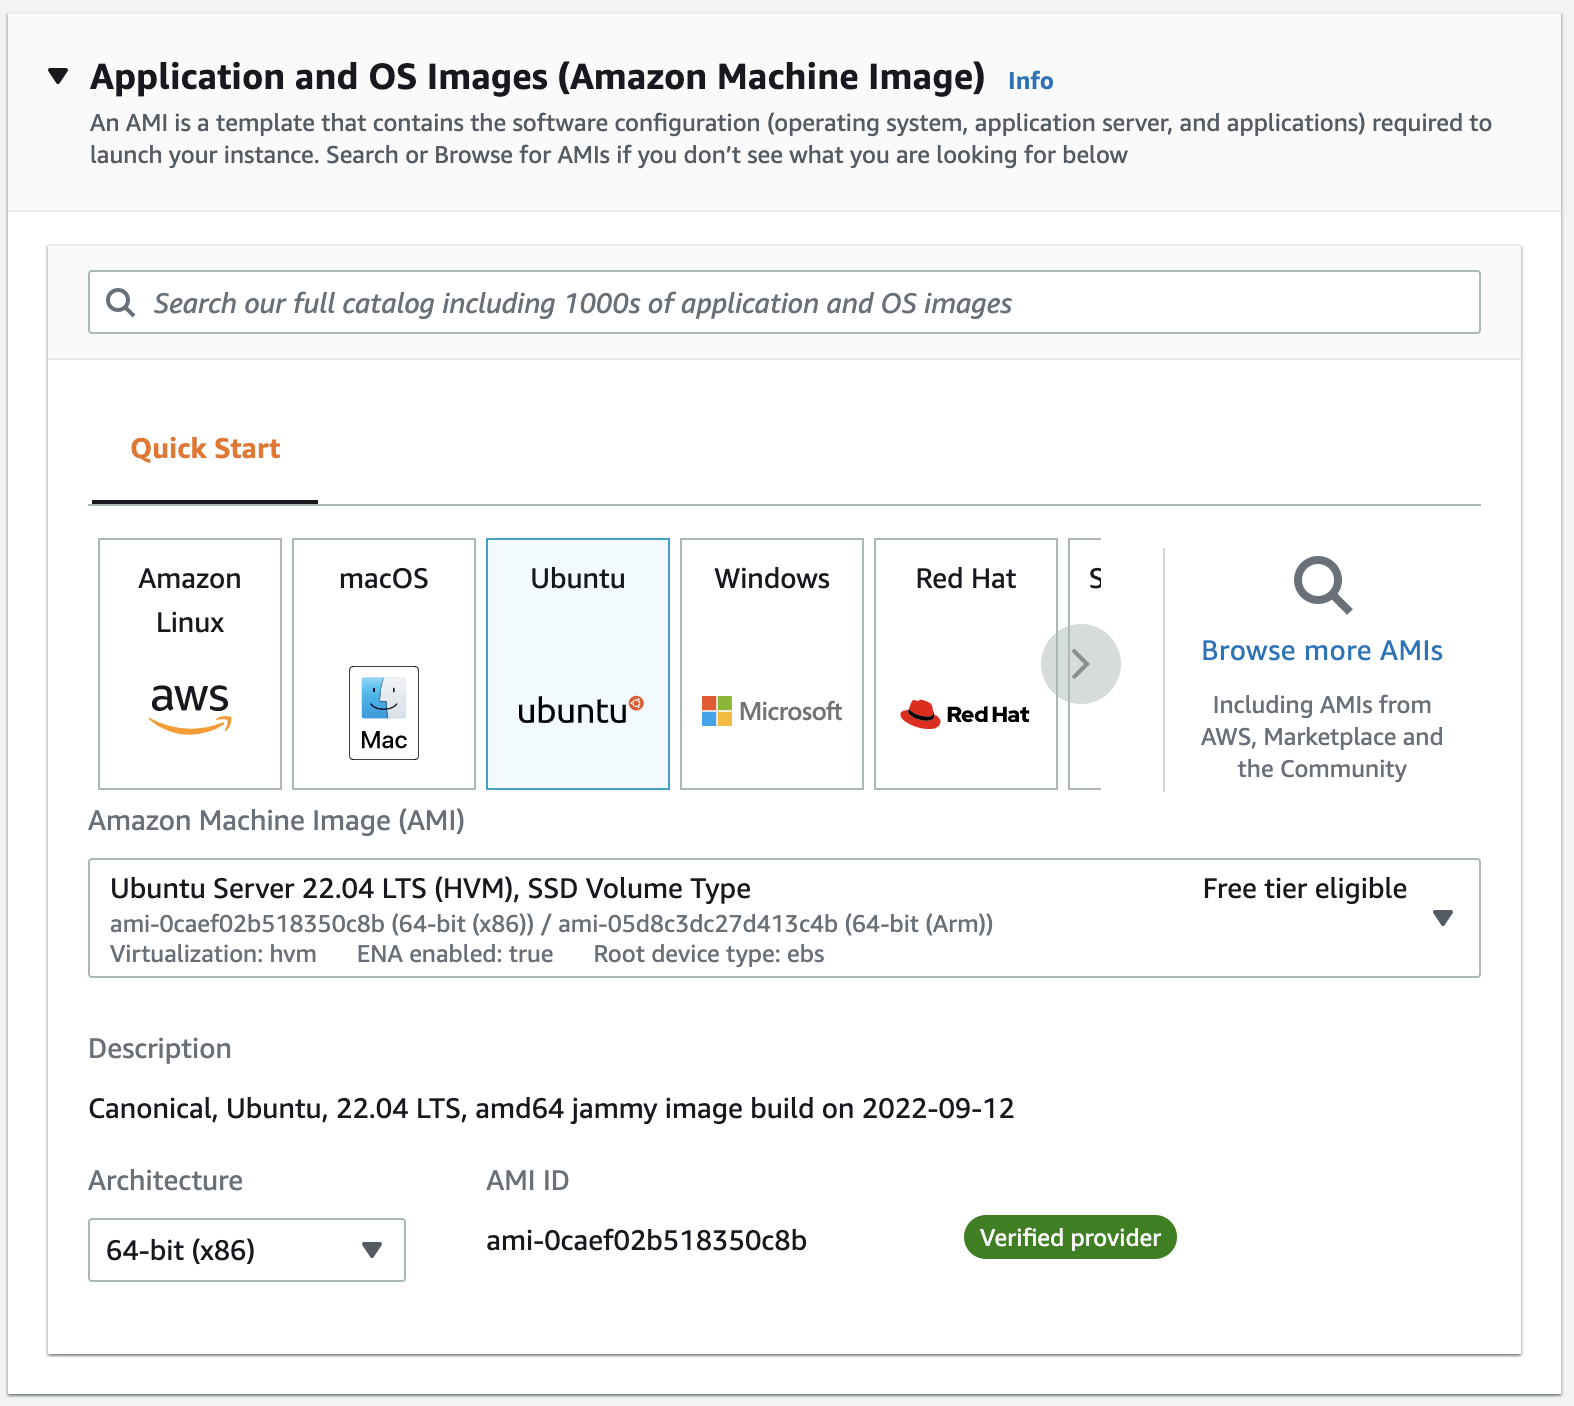 Application and OS Images (Amazon Machine Image) Info
An AMI is a template that contains the software configuration (operating system, application server, and applications) required to
launch your instance. Search or Browse for AMIs if you don’t see what you are looking for below
Search our full catalog including 1000s of application and OS images
Quick Start
Amazon
Linux
aws
macOS
Mac
Ubuntu
ubuntu
Windows
Microsoft
Red Hat
Red Hat
S
Browse more AMIs
Including AMIs from
AWS, Marketplace and
the Community
Amazon Machine Image (AMI)
Ubuntu Server 22.04 LTS (HVM), SSD Volume Type
Free tier eligible
ami-0caef02b518350c8b (64-bit (x86)) / ami-05d8c3dc27d413c4b (64-bit (Arm))
Virtualization: hvm ENA enabled: true Root device type: ebs
Description
Canonical, Ubuntu, 22.04 LTS, amd64 jammy image build on 2022-09-12
Architecture
AMI ID
64-bit (x86)
ami-0caef02b518350c8b
Verified provider